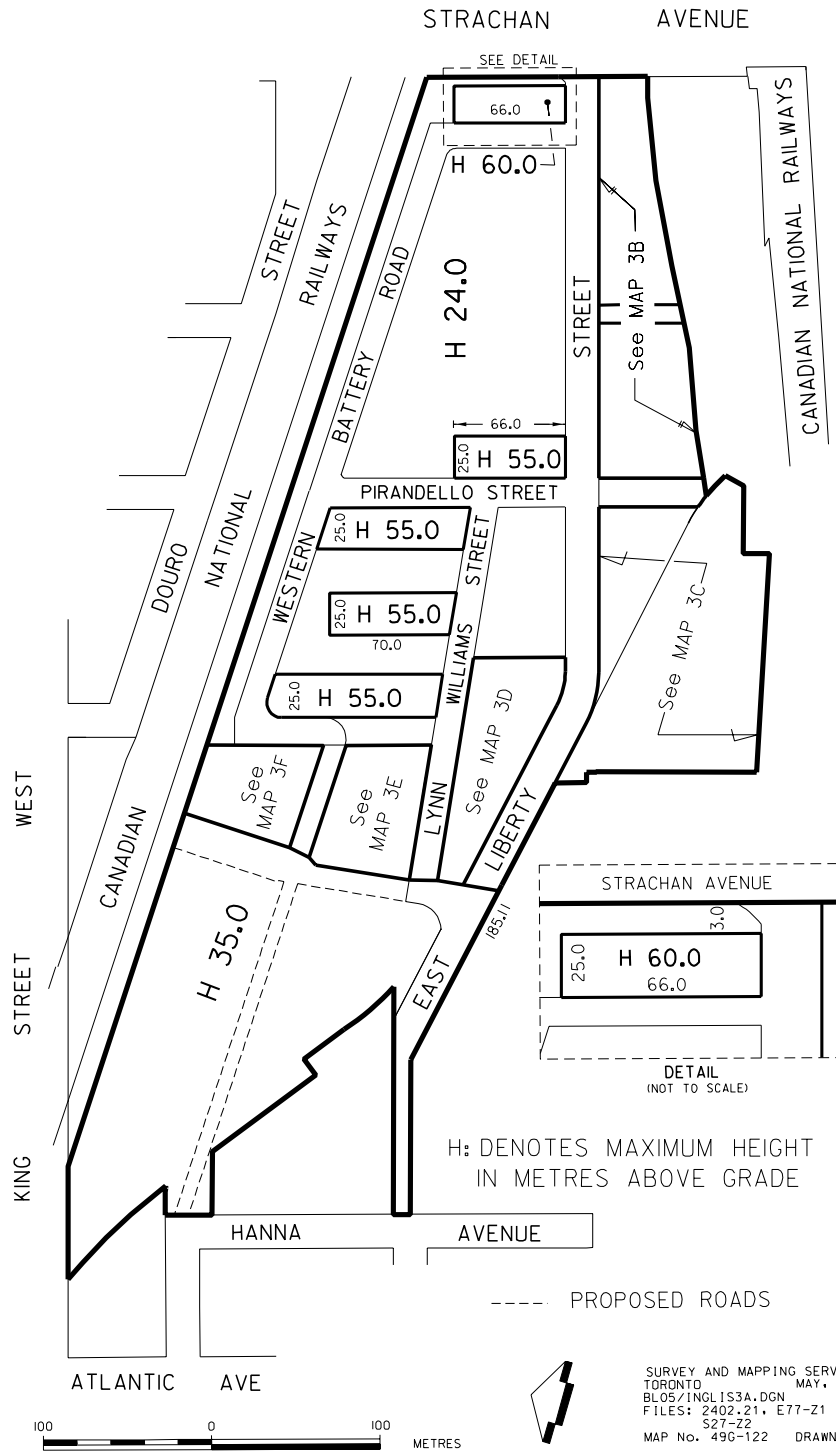 STRACHAN AVENUE
SEE DETAIL
66.0
H 60.0
STREET
RAILWAYS
ROAD
BATTERY
WESTERN
H 24.0
STREET
See MAP 3B
CANADIAN NATIONAL RAILWAYS
66.0
25.0
H 55.0
PIRANDELLO STREET
25.0
H 55.0
STREET
NATIONAL
DOURO
25.0
H 55.0
70.0
WILLIAMS
See MAP 3C
25.0
H 55.0
See MAP 3D
See
MAP 3F
See
MAP 3E
LYNN
LIBERTY
WEST
CANADIAN
185.11
STRACHAN AVENUE
3.0
25.0
H 60.0
66.0
H 35.0
EAST
STREET
DETAIL
(NOT TO SCALE)
H: DENOTES MAXIMUM HEIGHT
IN METRES ABOVE GRADE
KING
HANNA AVENUE
PROPOSED ROADS
ATLANTIC AVE
SURVEY AND MAPPING SERV
TORONTO MAY,
BL05/INGLIS3A.DGN
FILES: 2402.21, E77-Z1
S27-Z2
MAP No. 49G-122 DRAWN
100 0 100
METRES